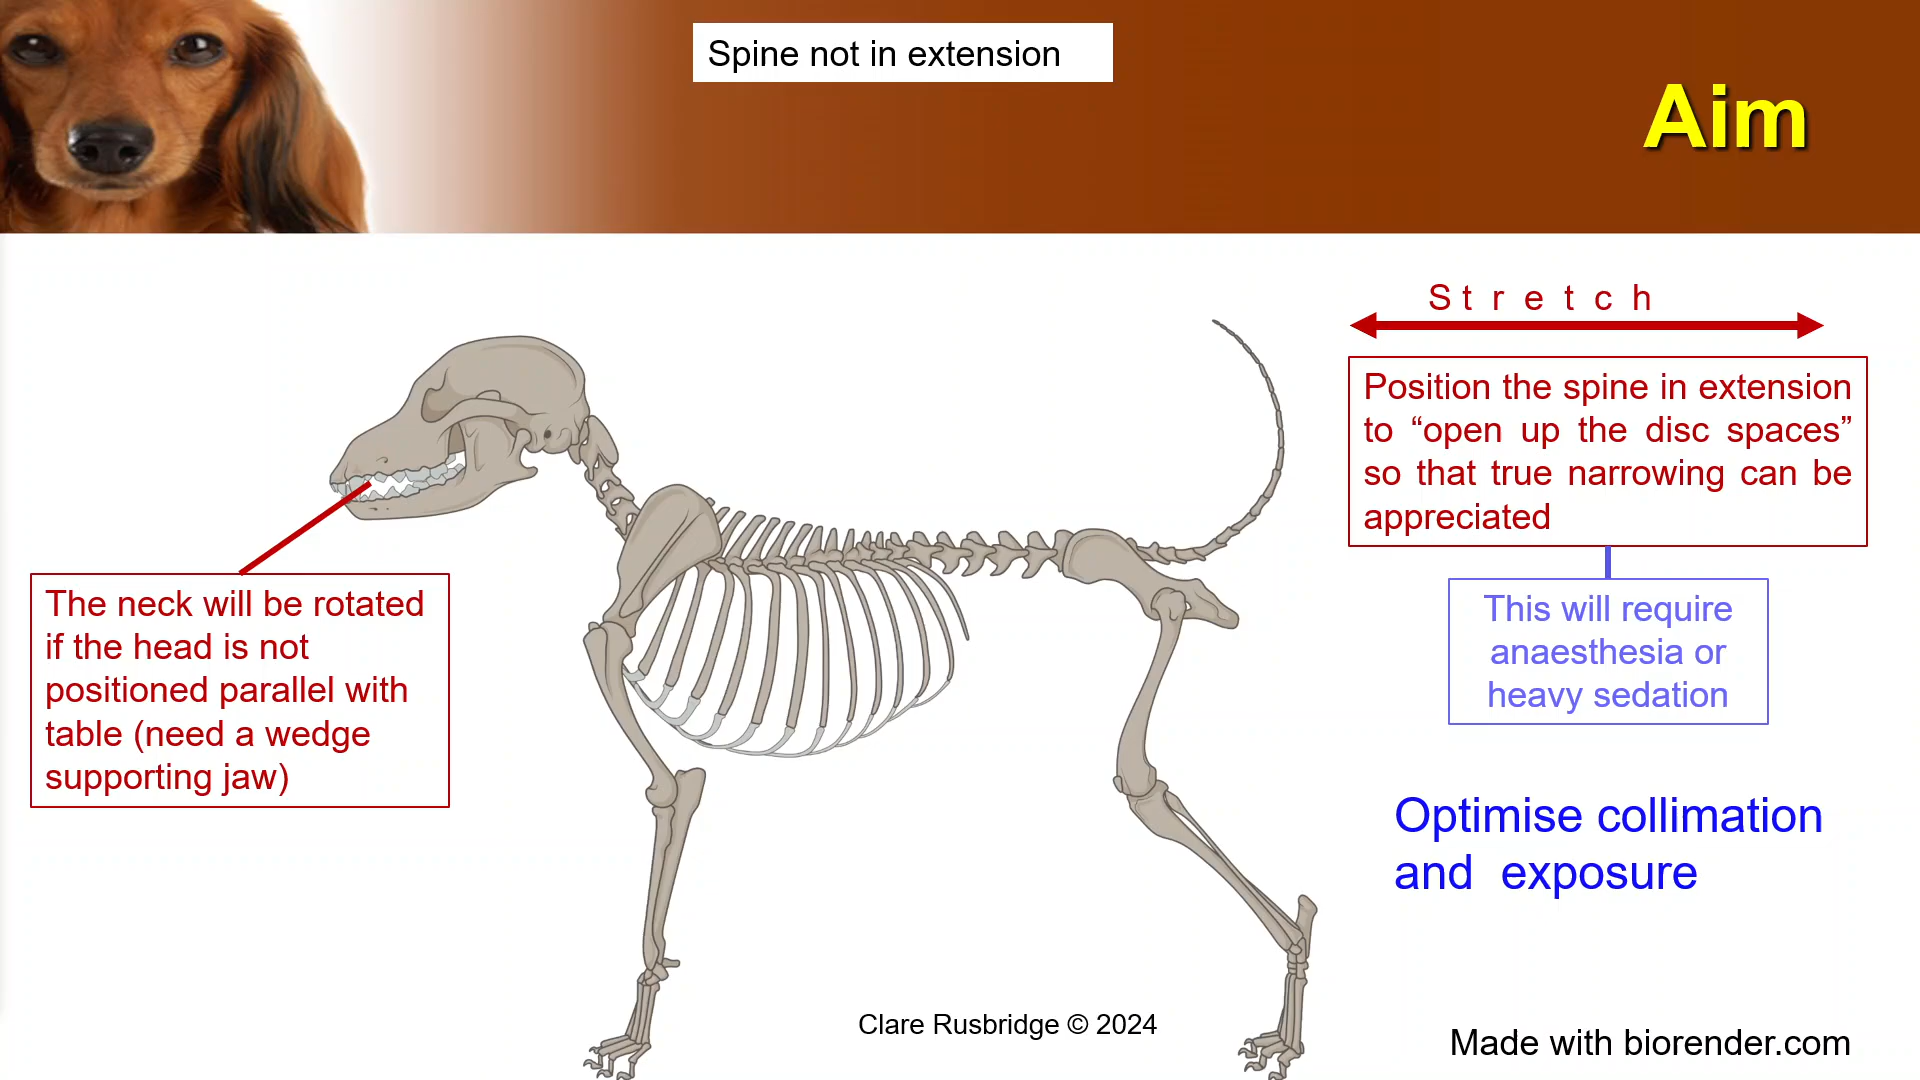 Spine not in extension
Aim
Stretch
Position the spine in extension
to “open up the disc spaces”
so that true narrowing can be
appreciated
This will require
anaesthesia or
heavy sedation
The neck will be rotated
if the head is not
positioned parallel with
table (need a wedge
supporting jaw)
Optimise collimation
and exposure
Clare Rusbridge © 2024
Made with biorender.com